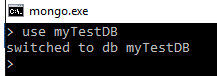 mongo.exe
> use myTestDB
switched to db myTestDB
>